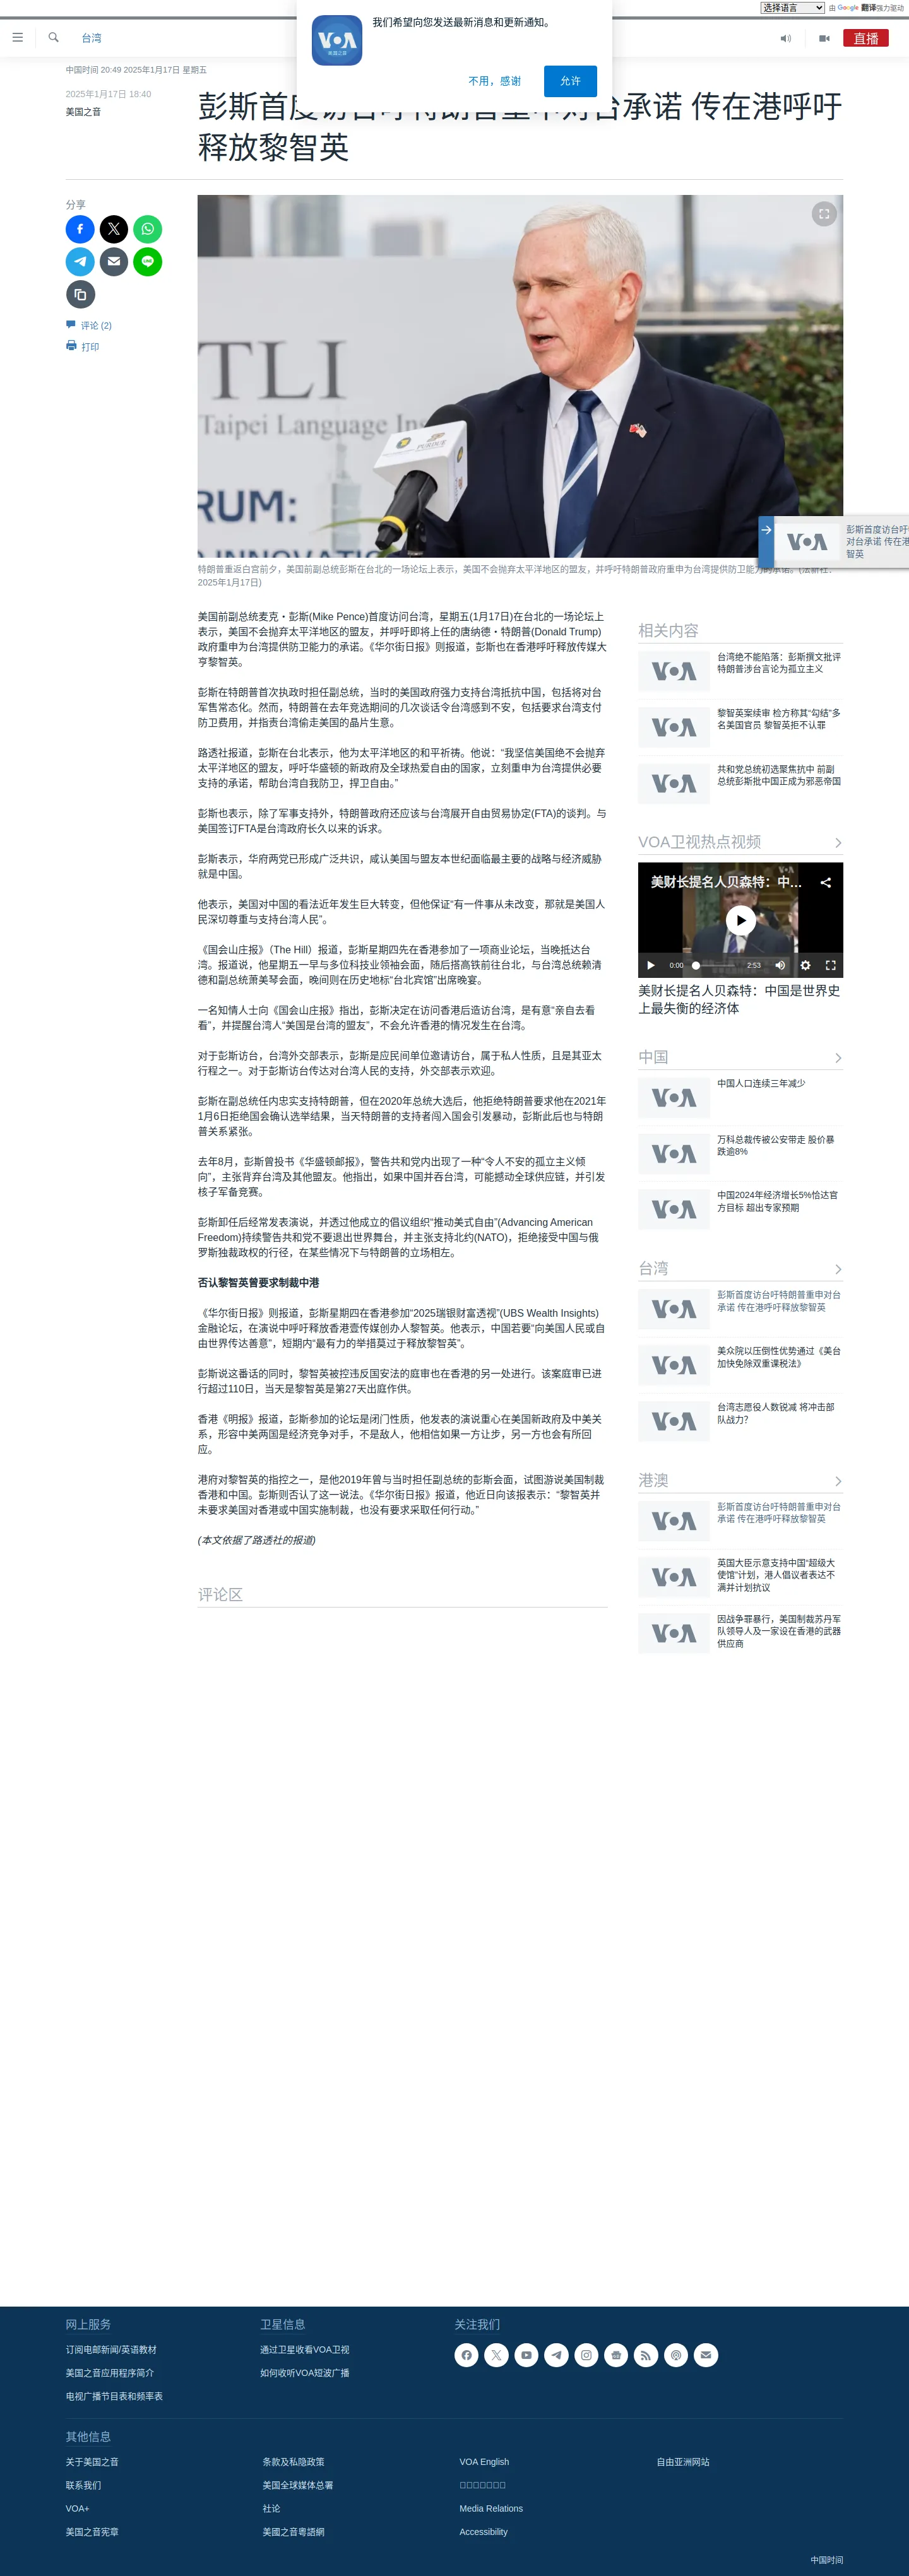 选择语言
由 Google 翻译强力驱动
台湾
直播
VOA
美国之音
我们希望向您发送最新消息和更新通知。
不用，感谢
允许
中国时间 20:49 2025年1月17日 星期五
2025年1月17日 18:40
美国之音
彭斯首度访台吁特朗普重申对台承诺 传在港呼吁
释放黎智英
分享
评论 (2)
打印
TLI
Taipei Language In
RUM:
INNOVATION
彭斯首度访台吁
对台承诺 传在港
智英
特朗普重返白宫前夕，美国前副总统彭斯在台北的一场论坛上表示，美国不会抛弃太平洋地区的盟友，并呼吁特朗普政府重申为台湾提供防卫能力的承诺。(法新社：
2025年1月17日)
美国前副总统麦克・彭斯(Mike Pence)首度访问台湾，星期五(1月17日)在台北的一场论坛上
表示，美国不会抛弃太平洋地区的盟友，并呼吁即将上任的唐纳德・特朗普(Donald Trump)
政府重申为台湾提供防卫能力的承诺。《华尔街日报》则报道，彭斯也在香港呼吁释放传媒大
亨黎智英。
彭斯在特朗普首次执政时担任副总统，当时的美国政府强力支持台湾抵抗中国，包括将对台
军售常态化。然而，特朗普在去年竞选期间的几次谈话令台湾感到不安，包括要求台湾支付
防卫费用，并指责台湾偷走美国的晶片生意。
路透社报道，彭斯在台北表示，他为太平洋地区的和平祈祷。他说：“我坚信美国绝不会抛弃
太平洋地区的盟友，呼吁华盛顿的新政府及全球热爱自由的国家，立刻重申为台湾提供必要
支持的承诺，帮助台湾自我防卫，捍卫自由。”
彭斯也表示，除了军事支持外，特朗普政府还应该与台湾展开自由贸易协定(FTA)的谈判。与
美国签订FTA是台湾政府长久以来的诉求。
彭斯表示，华府两党已形成广泛共识，咸认美国与盟友本世纪面临最主要的战略与经济威胁
就是中国。
他表示，美国对中国的看法近年发生巨大转变，但他保证“有一件事从未改变，那就是美国人
民深切尊重与支持台湾人民”。
《国会山庄报》（The Hill）报道，彭斯星期四先在香港参加了一项商业论坛，当晚抵达台
湾。报道说，他星期五一早与多位科技业领袖会面，随后搭高铁前往台北，与台湾总统赖清
德和副总统萧美琴会面，晚间则在历史地标“台北宾馆”出席晚宴。
一名知情人士向《国会山庄报》指出，彭斯决定在访问香港后造访台湾，是有意“亲自去看
看”，并提醒台湾人“美国是台湾的盟友”，不会允许香港的情况发生在台湾。
对于彭斯访台，台湾外交部表示，彭斯是应民间单位邀请访台，属于私人性质，且是其亚太
行程之一。对于彭斯访台传达对台湾人民的支持，外交部表示欢迎。
彭斯在副总统任内忠实支持特朗普，但在2020年总统大选后，他拒绝特朗普要求他在2021年
1月6日拒绝国会确认选举结果，当天特朗普的支持者闯入国会引发暴动，彭斯此后也与特朗
普关系紧张。
去年8月，彭斯曾投书《华盛顿邮报》，警告共和党内出现了一种“令人不安的孤立主义倾
向”，主张背弃台湾及其他盟友。他指出，如果中国并吞台湾，可能撼动全球供应链，并引发
核子军备竞赛。
彭斯卸任后经常发表演说，并透过他成立的倡议组织“推动美式自由”(Advancing American
Freedom)持续警告共和党不要退出世界舞台，并主张支持北约(NATO)，拒绝接受中国与俄
罗斯独裁政权的行径，在某些情况下与特朗普的立场相左。
否认黎智英曾要求制裁中港
《华尔街日报》则报道，彭斯星期四在香港参加“2025瑞银财富透视”(UBS Wealth Insights)
金融论坛，在演说中呼吁释放香港壹传媒创办人黎智英。他表示，中国若要“向美国人民或自
由世界传达善意”，短期内“最有力的举措莫过于释放黎智英”。
彭斯说这番话的同时，黎智英被控违反国安法的庭审也在香港的另一处进行。该案庭审已进
行超过110日，当天是黎智英是第27天出庭作供。
香港《明报》报道，彭斯参加的论坛是闭门性质，他发表的演说重心在美国新政府及中美关
系，形容中美两国是经济竞争对手，不是敌人，他相信如果一方让步，另一方也会有所回
应。
港府对黎智英的指控之一，是他2019年曾与当时担任副总统的彭斯会面，试图游说美国制裁
香港和中国。彭斯则否认了这一说法。《华尔街日报》报道，他近日向该报表示：“黎智英并
未要求美国对香港或中国实施制裁，也没有要求采取任何行动。”
(本文依据了路透社的报道)
评论区
相关内容
台湾绝不能陷落：彭斯撰文批评
特朗普涉台言论为孤立主义
黎智英案续审 检方称其“勾结”多
名美国官员 黎智英拒不认罪
共和党总统初选聚焦抗中 前副
总统彭斯批中国正成为邪恶帝国
VOA卫视热点视频
美财长提名人贝森特：中...
0:00
2:53
美财长提名人贝森特：中国是世界史
上最失衡的经济体
中国
中国人口连续三年减少
万科总裁传被公安带走 股价暴
跌逾8%
中国2024年经济增长5%恰达官
方目标 超出专家预期
台湾
彭斯首度访台吁特朗普重申对台
承诺 传在港呼吁释放黎智英
美众院以压倒性优势通过《美台
加快免除双重课税法》
台湾志愿役人数锐减 将冲击部
队战力？
港澳
彭斯首度访台吁特朗普重申对台
承诺 传在港呼吁释放黎智英
英国大臣示意支持中国“超级大
使馆”计划，港人倡议者表达不
满并计划抗议
因战争罪暴行，美国制裁苏丹军
队领导人及一家设在香港的武器
供应商
网上服务
订阅电邮新闻/英语教材
美国之音应用程序简介
电视广播节目表和频率表
卫星信息
通过卫星收看VOA卫视
如何收听VOA短波广播
关注我们
其他信息
关于美国之音
联系我们
VOA+
美国之音宪章
条款及私隐政策
美国全球媒体总署
社论
美國之音粵語網
VOA English
Media Relations
Accessibility
自由亚洲网站
中国时间